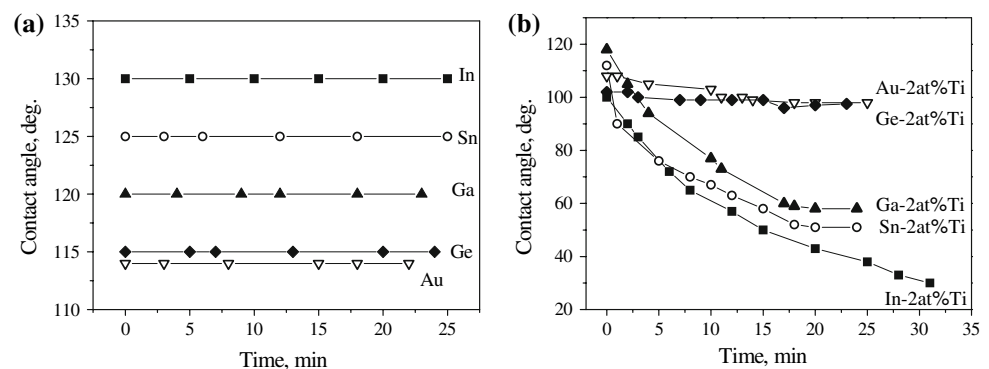 (a)
135
130
125
120
115
110
Contact angle, deg.
In
Sn
Ga
Ge
Au
0 5 10 15 20 25
Time, min
(b)
120
100
80
60
40
20
Contact angle, deg.
Au-2at%Ti
Ge-2at%Ti
Ga-2at%Ti
Sn-2at%Ti
In-2at%Ti
0 5 10 15 20 25 30 35
Time, min